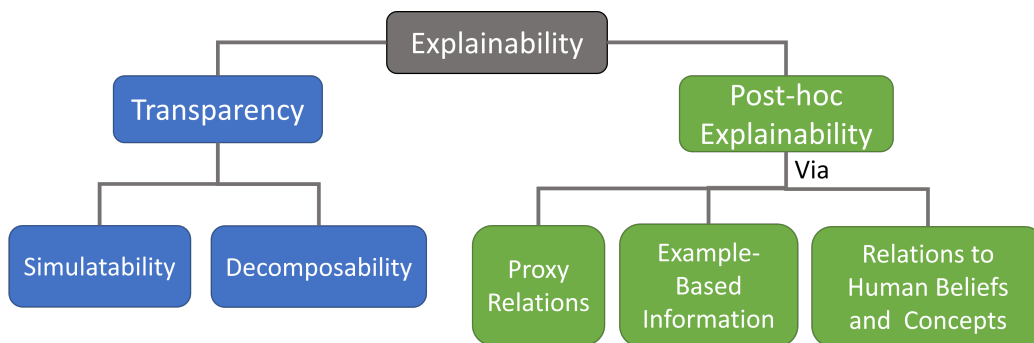 Explainability
Transparency
Post-hoc
Explainability
Via
Simulatability
Decomposability
Proxy
Relations
Example-
Based
Information
Relations to
Human Beliefs
and Concepts